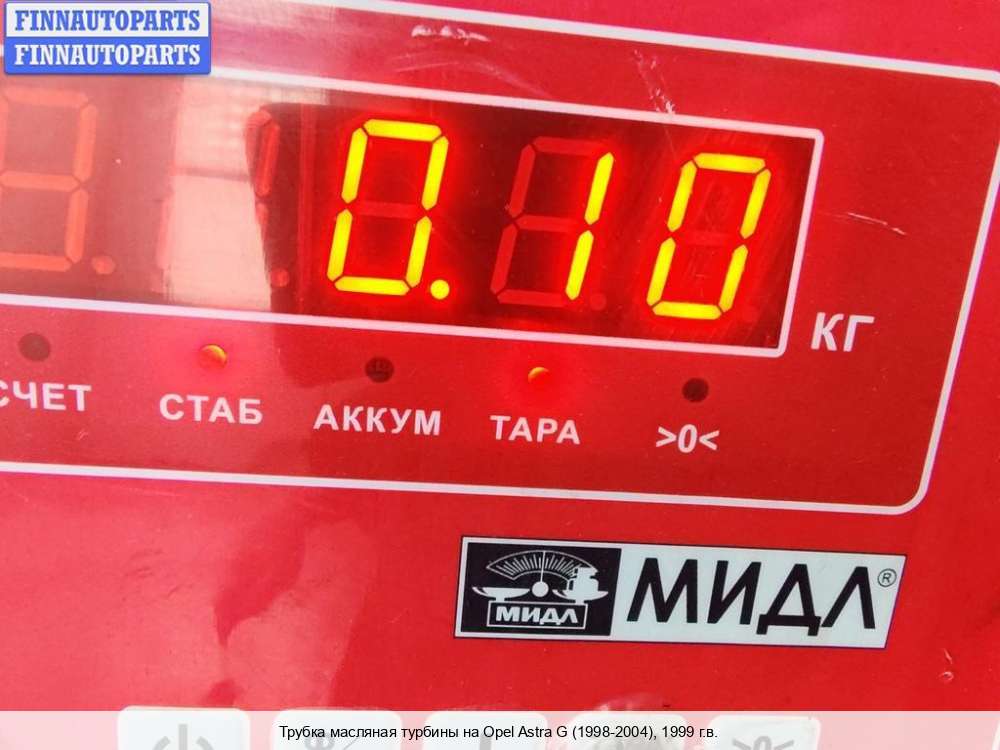 FINNAUTOPARTS
FINNAUTOPARTS
0.10
КГ
СЧЕТ СТАБ АККУМ ТАРА >0<
МИДЛ МИДЛ®
Трубка масляная турбины на Opel Astra G (1998-2004), 1999 г.в.